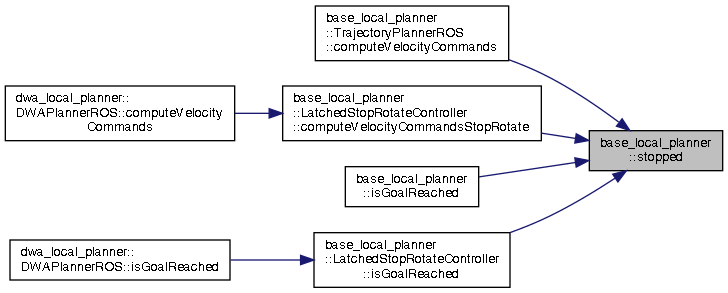 base_local_planner
::TrajectoryPlannerROS
::computeVelocityCommands
dwa_local_planner::
DWAPlannerROS::computeVelocity
Commands
base_local_planner
::LatchedStopRotateController
::computeVelocityCommandsStopRotate
base_local_planner
::stopped
base_local_planner
::isGoalReached
dwa_local_planner::
DWAPlannerROS::isGoalReached
base_local_planner
::LatchedStopRotateController
::isGoalReached